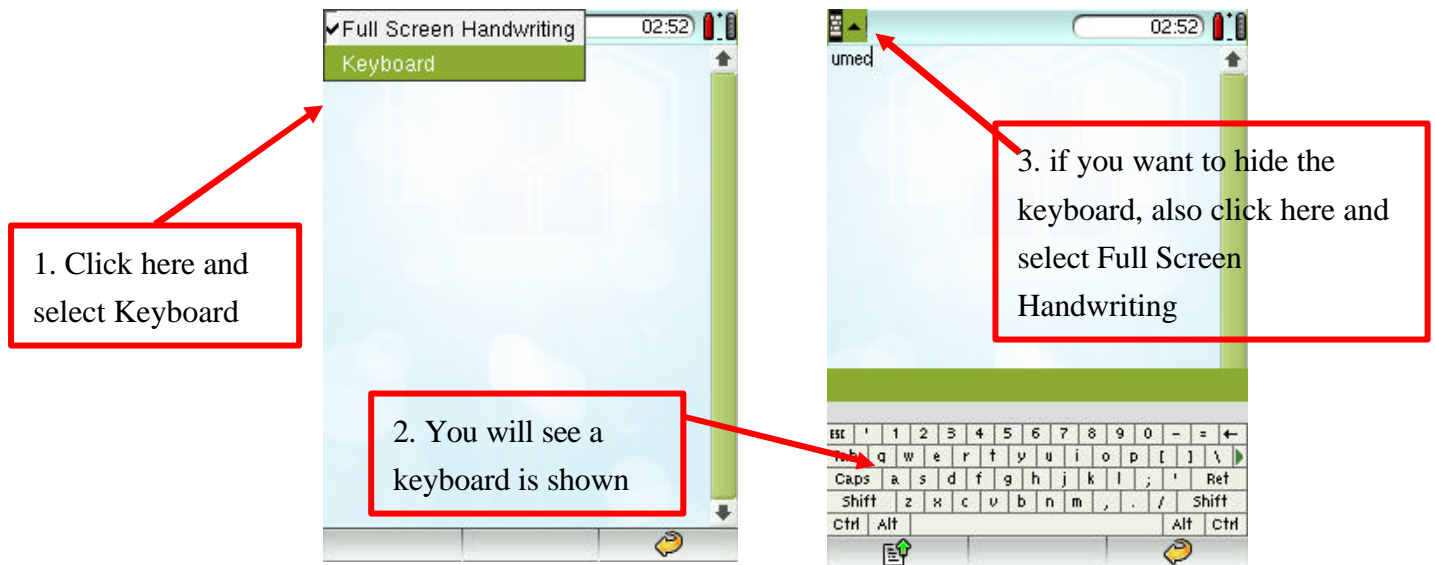 ✔Full Screen Handwriting
02:52
Keyboard
1. Click here and
select Keyboard
2. You will see a
keyboard is shown
02:52
umec
3. if you want to hide the
keyboard, also click here and
select Full Screen
Handwriting
ESC ' 1 2 3 4 5 6 7 8 9 0 - = ←
Tab q w e r t y u i o p [ ] \
Caps a s d f g h j k l ; ' Ret
Shift z x c v b n m , . / Shift
Ctrl Alt Alt Ctrl